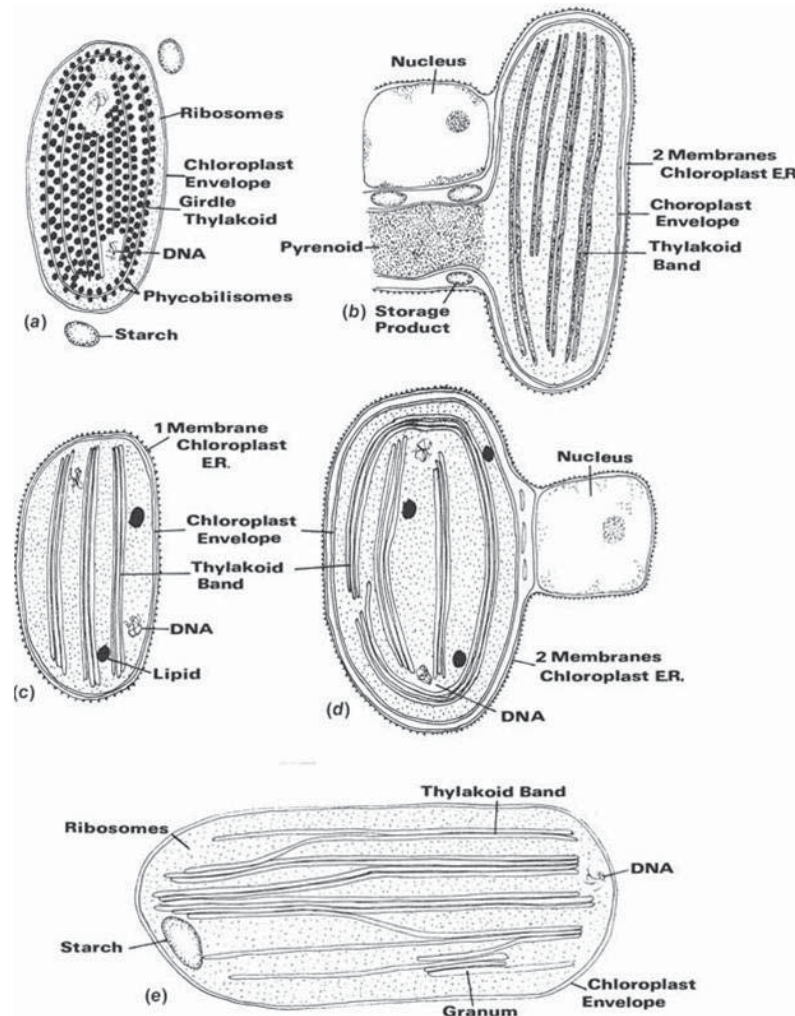 Ribosomes
Chloroplast
Envelope
Girdle
Thylakoid
DNA
Phycobilisomes
(a)
Starch
Nucleus
2 Membranes
Chloroplast E.R.
Choroplast
Envelope
Thylakoid
Band
Pyrenoid
(b)
Storage
Product
1 Membrane
Chloroplast
E.R.
Chloroplast
Envelope
Thylakoid
Band
DNA
Lipid
(c)
Nucleus
2 Membranes
Chloroplast E.R.
DNA
(d)
Thylakoid Band
Ribosomes
DNA
Starch
(e)
Granum
Chloroplast
Envelope